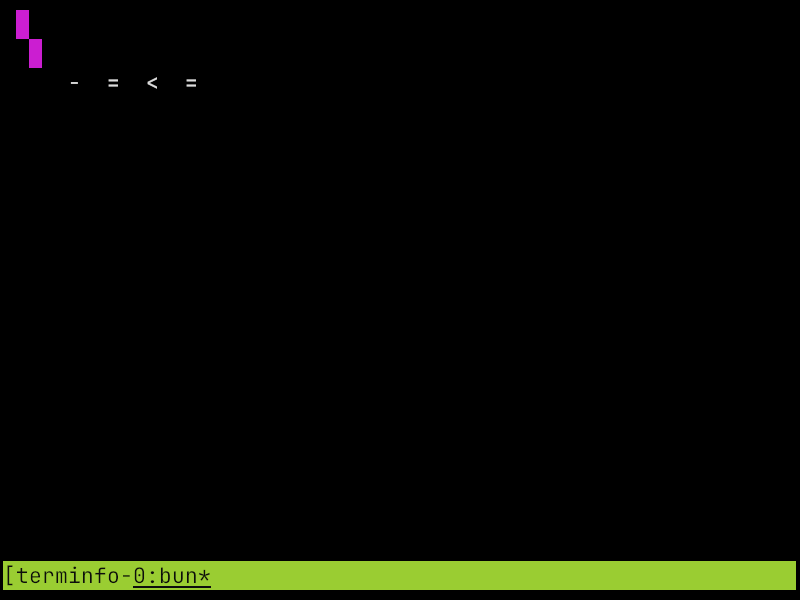 - = < =
[terminfo-0:bun*